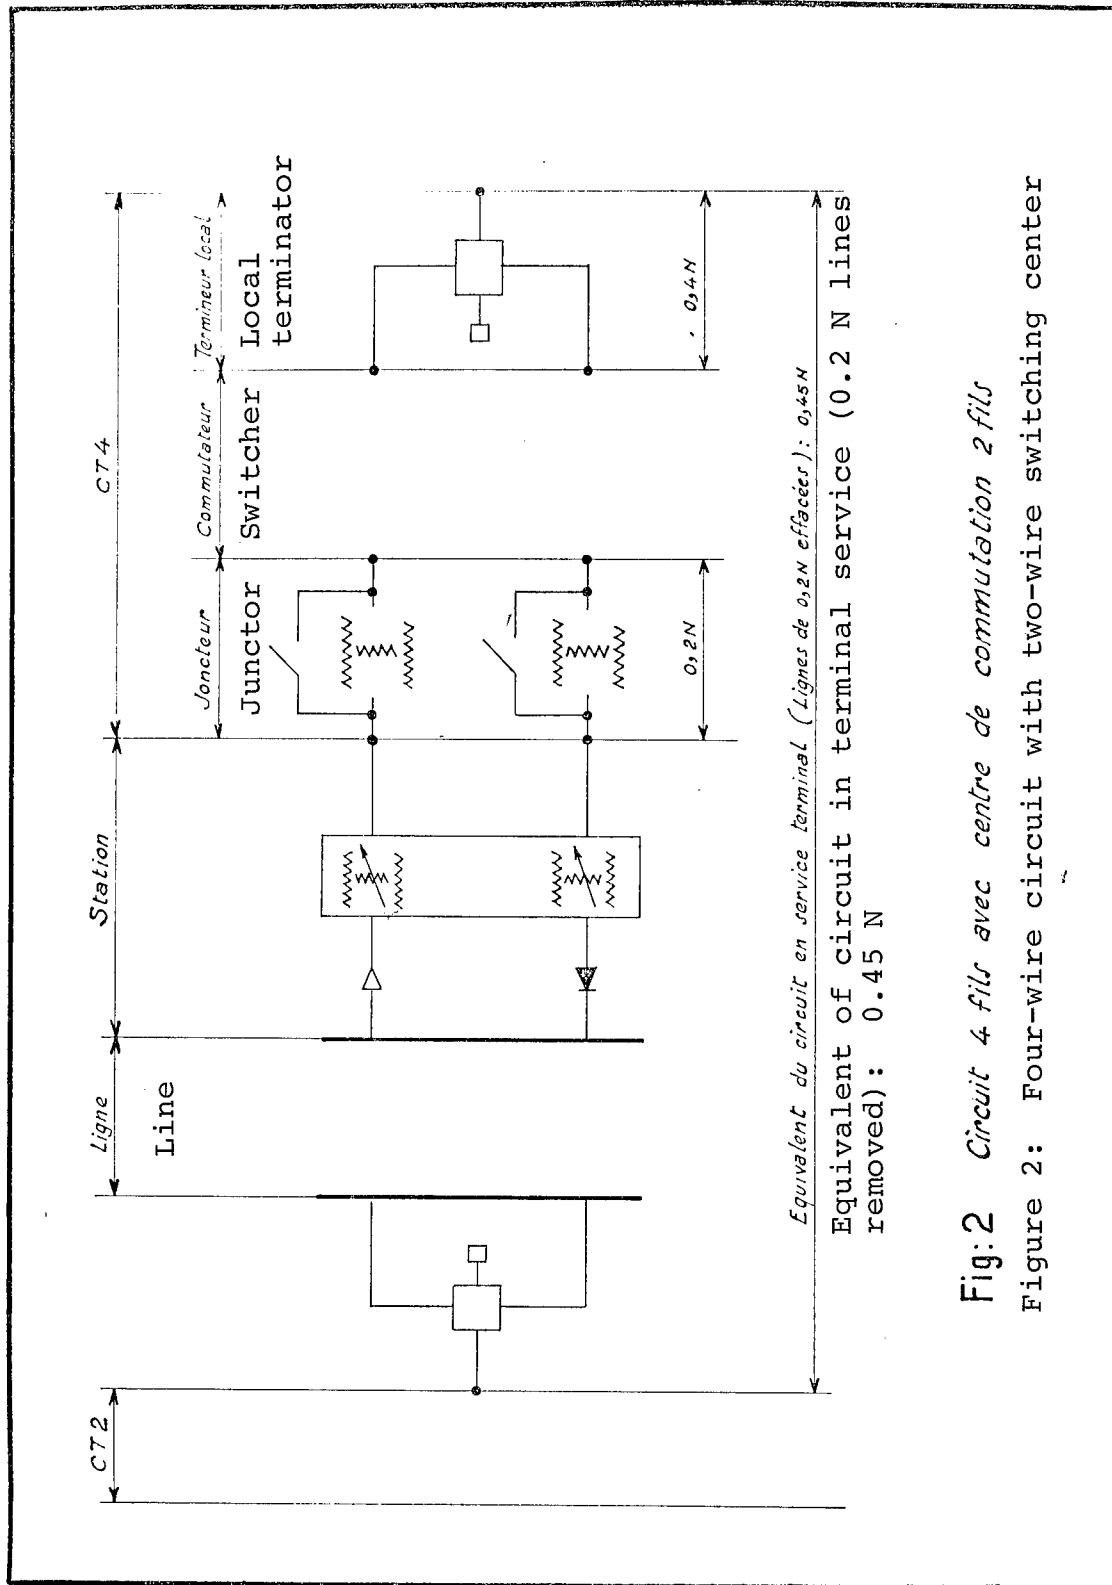 CT2
Ligne
Station
CT4
Joncteur
Commutateur
Termineur local
Line
Junctor
Switcher
Local
terminator
0,2N
0,4N
Equivalent du circuit en service terminal (Lignes de 0,2N effacées): 0,45N
Equivalent of circuit in terminal service (0.2 N lines
removed): 0.45 N
Fig:2 Circuit 4 fils avec centre de commutation 2 fils
Figure 2: Four-wire circuit with two-wire switching center